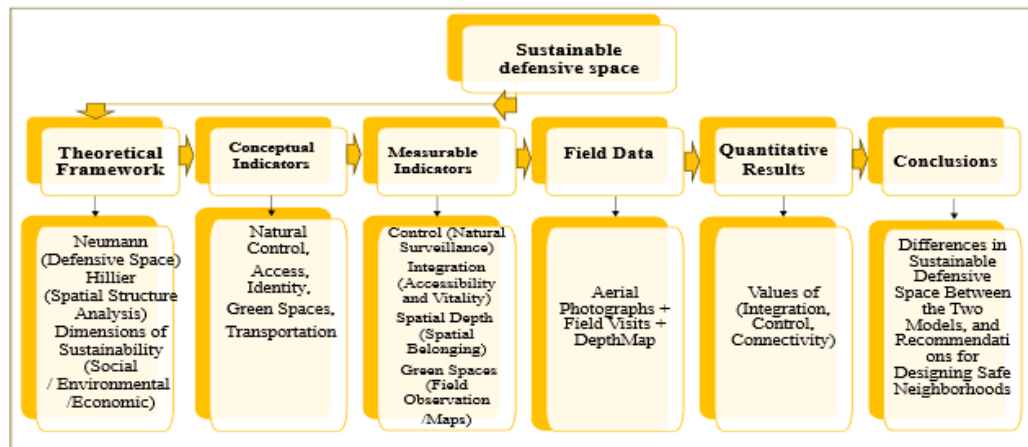 Sustainable
defensive space
Theoretical
Framework
Conceptual
Indicators
Measurable
Indicators
Field Data
Quantitative
Results
Conclusions
Neumann
(Defensive Space)
Hillier
(Spatial Structure
Analysis)
Dimensions of
Sustainability
(Social
/ Environmental
/Economic)
Natural
Control,
Access,
Identity,
Green Spaces,
Transportation
Control (Natural
Surveillance)
Integration
(Accessibility
and Vitality)
Spatial Depth
(Spatial
Belonging)
Green Spaces
(Field
Observation
/Maps)
Aerial
Photographs +
Field Visits +
DepthMap
Values of
(Integration,
Control,
Connectivity)
Differences in
Sustainable
Defensive
Space Between
the Two
Models, and
Recommendati
ons for
Designing Safe
Neighborhoods